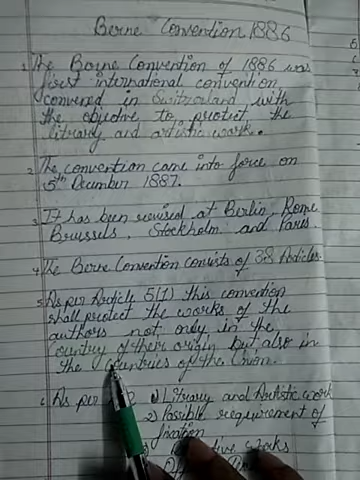 Berne Convention 1886
1. The Borne Convention of 1886 was
first international convention
convened in Switzerland with
the objective to protect the
literary and artistic work.
2. The convention came into force on
5th December 1887.
3. It has been revised at Berlin, Rome
Brussels, Stockholm and Paris.
4. The Berne Convention consists of 38 Articles.
5. As per Article 5(1) this convention
shall protect the works of the
authors not only in the
country of their origin but also in
the countries of the Union.
6. As per 2 1) Literary and Artistic work
2) Possible requirement of
fixation